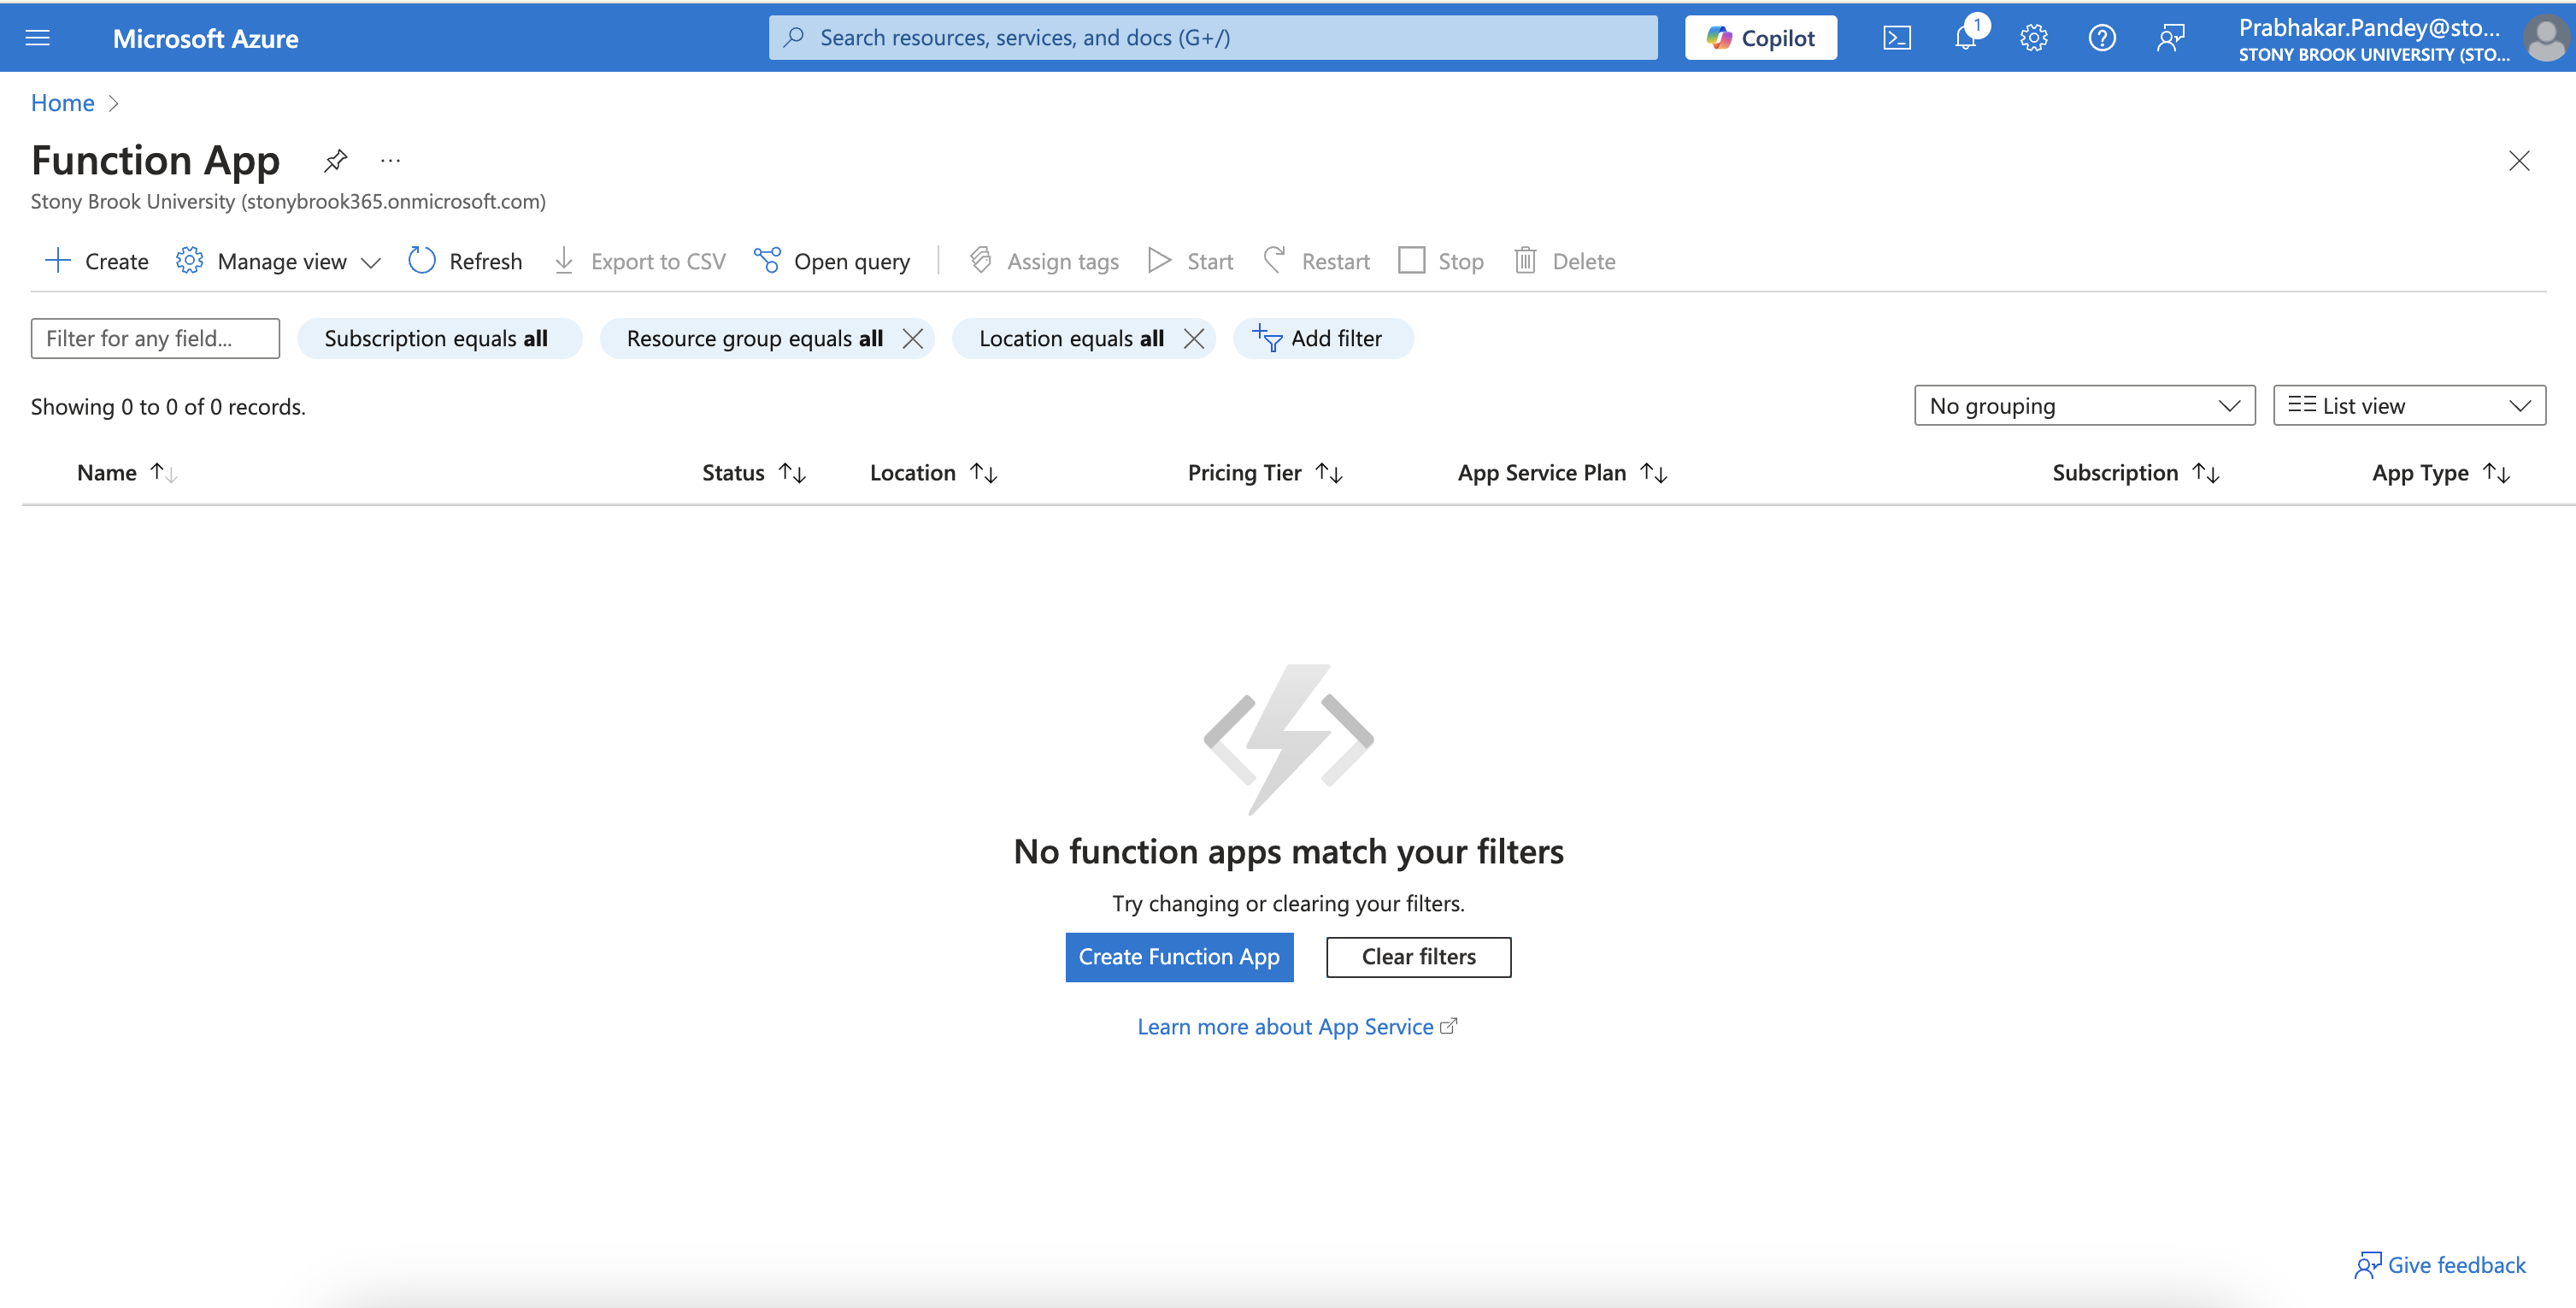 Microsoft Azure
Search resources, services, and docs (G+/)
Copilot
1
Prabhakar.Pandey@sto...
STONY BROOK UNIVERSITY (STO...
Home
Function App
...
Stony Brook University (stonybrook365.onmicrosoft.com)
Create Manage view Refresh Export to CSV Open query Assign tags Start Restart Stop Delete
Filter for any field... Subscription equals all Resource group equals all Location equals all Add filter
Showing 0 to 0 of 0 records. No grouping List view
Name Status Location Pricing Tier App Service Plan Subscription App Type
No function apps match your filters
Try changing or clearing your filters.
Create Function App Clear filters
Learn more about App Service
Give feedback